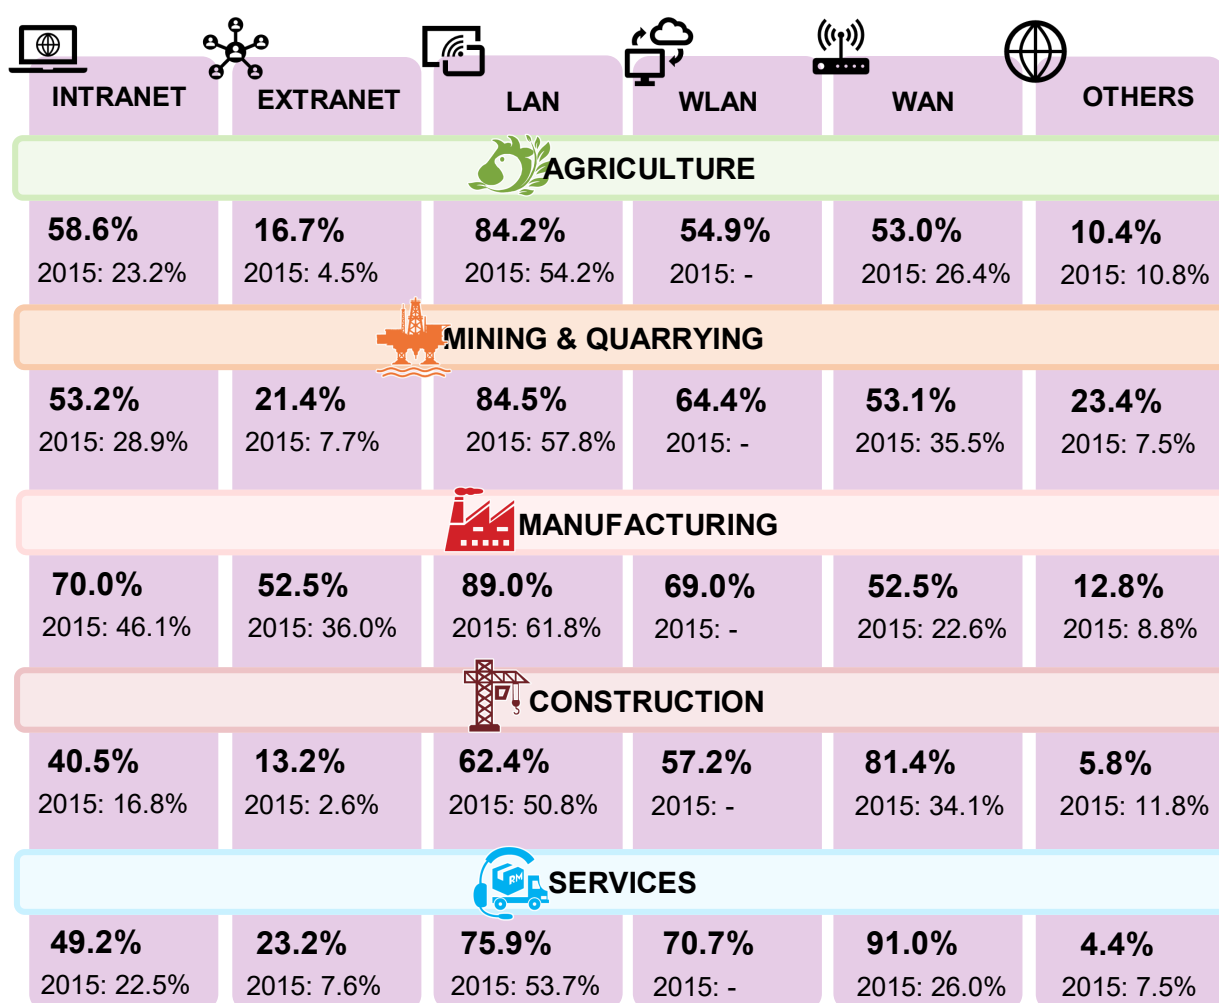 INTRANET EXTRANET LAN WLAN WAN OTHERS
AGRICULTURE
58.6% 16.7% 84.2% 54.9% 53.0% 10.4%
2015: 23.2% 2015: 4.5% 2015: 54.2% 2015: - 2015: 26.4% 2015: 10.8%
MINING & QUARRYING
53.2% 21.4% 84.5% 64.4% 53.1% 23.4%
2015: 28.9% 2015: 7.7% 2015: 57.8% 2015: - 2015: 35.5% 2015: 7.5%
MANUFACTURING
70.0% 52.5% 89.0% 69.0% 52.5% 12.8%
2015: 46.1% 2015: 36.0% 2015: 61.8% 2015: - 2015: 22.6% 2015: 8.8%
CONSTRUCTION
40.5% 13.2% 62.4% 57.2% 81.4% 5.8%
2015: 16.8% 2015: 2.6% 2015: 50.8% 2015: - 2015: 34.1% 2015: 11.8%
RM SERVICES
49.2% 23.2% 75.9% 70.7% 91.0% 4.4%
2015: 22.5% 2015: 7.6% 2015: 53.7% 2015: - 2015: 26.0% 2015: 7.5%